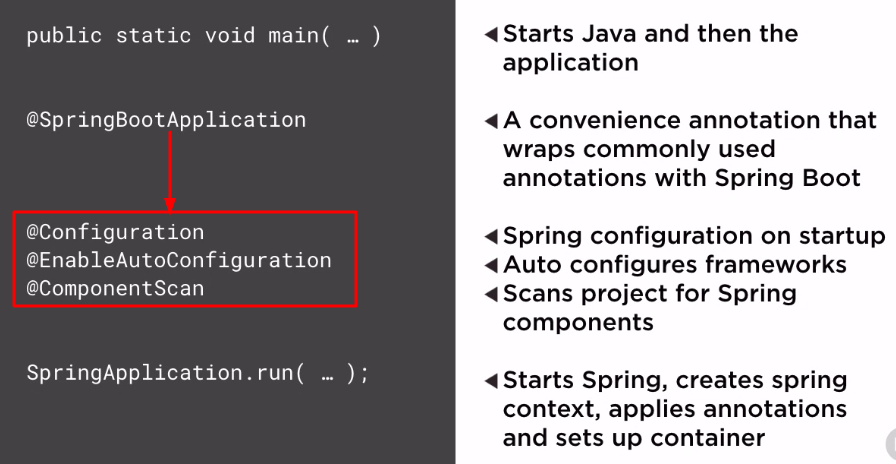 public static void main( … )
Starts Java and then the
application
@SpringBootApplication
A convenience annotation that
wraps commonly used
annotations with Spring Boot
@Configuration
Spring configuration on startup
@EnableAutoConfiguration
Auto configures frameworks
@ComponentScan
Scans project for Spring
components
SpringApplication.run( … );
Starts Spring, creates spring
context, applies annotations
and sets up container